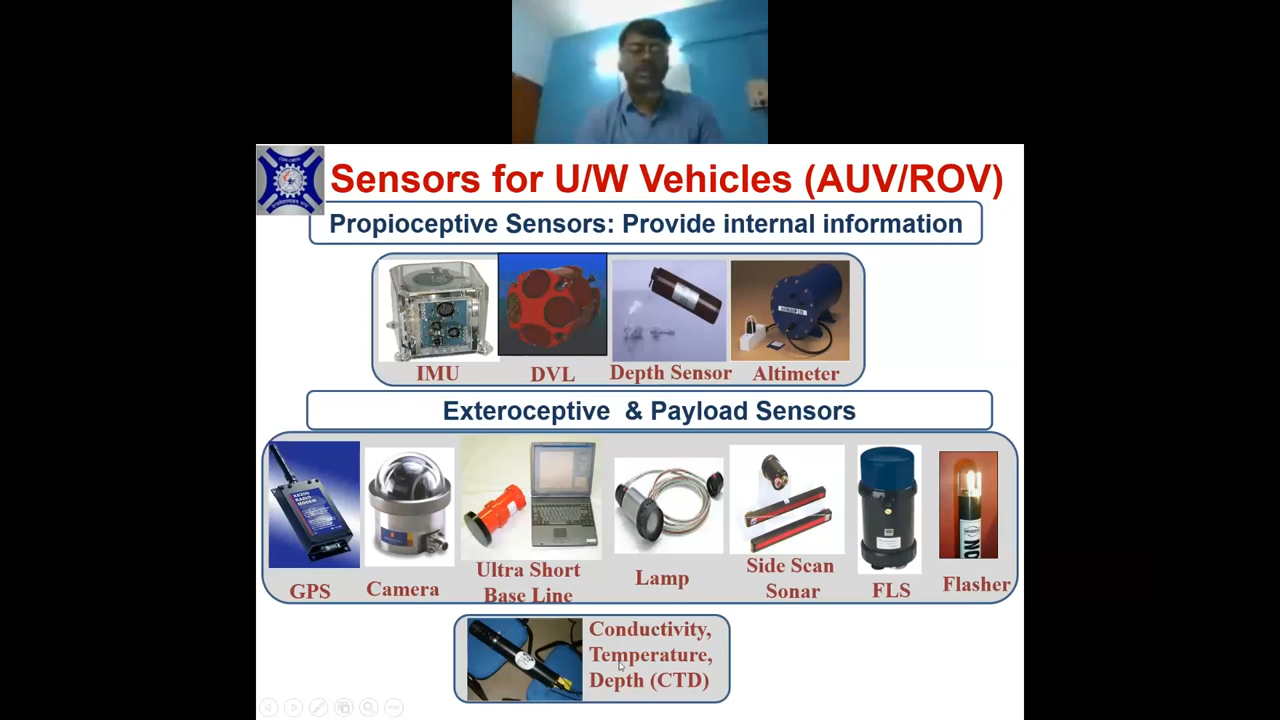 Sensors for U/W Vehicles (AUV/ROV)
Propioceptive Sensors: Provide internal information
IMU
DVL
Depth Sensor
Altimeter
Exteroceptive & Payload Sensors
GPS
Camera
Ultra Short
Base Line
Lamp
Side Scan
Sonar
FLS
Flasher
Conductivity,
Temperature,
Depth (CTD)